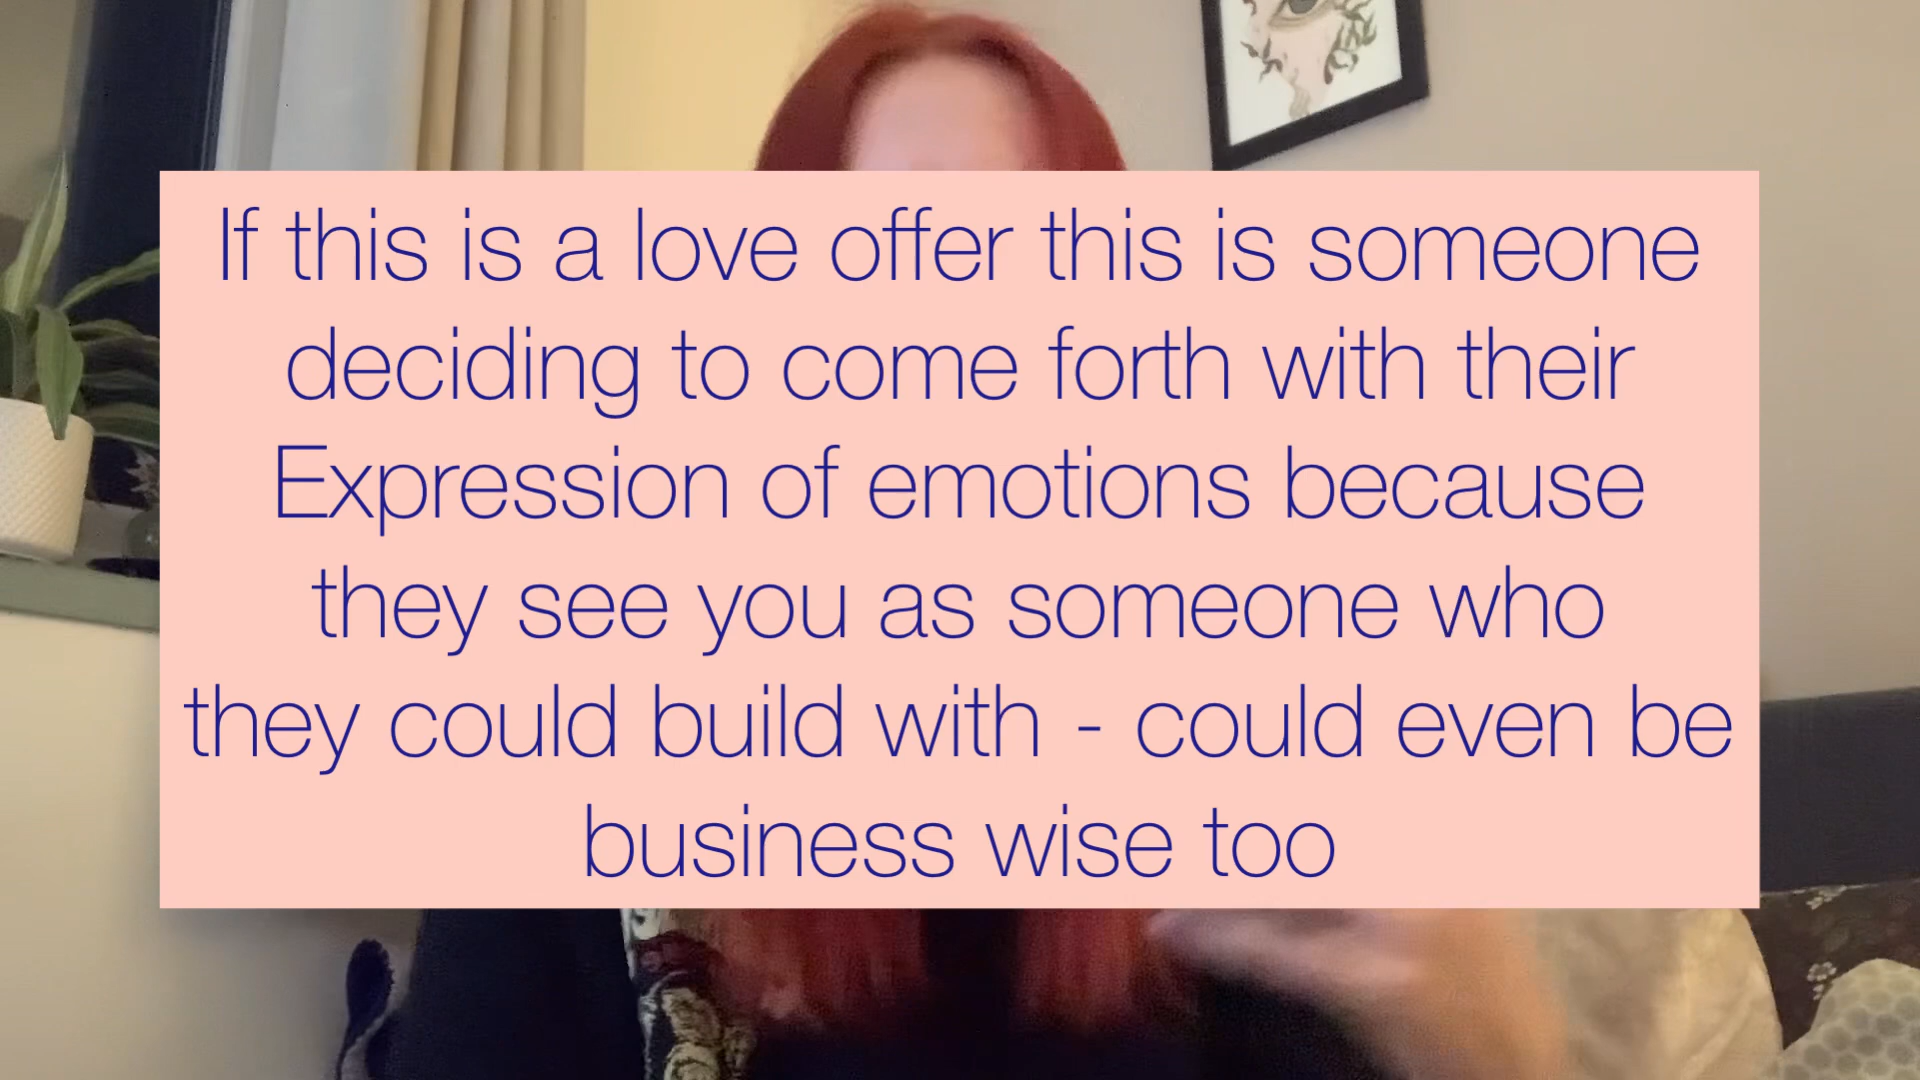 If this is a love offer this is someone
deciding to come forth with their
Expression of emotions because
they see you as someone who
they could build with - could even be
business wise too